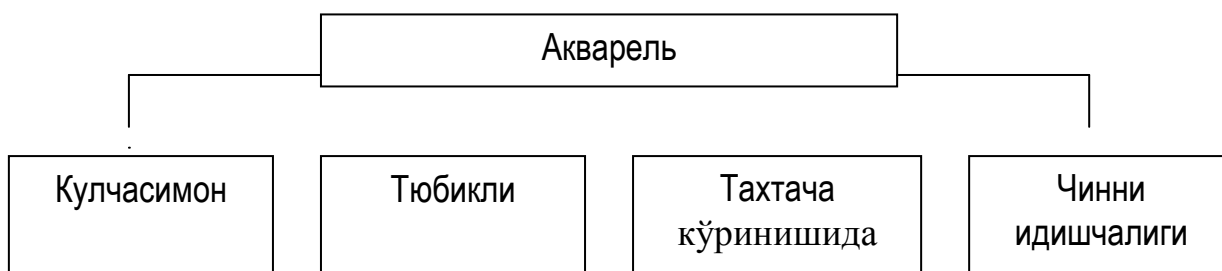 Акварель
Кулчасимон
Тюбикли
Тахтача
кўринишида
Чинни
идишчалиги